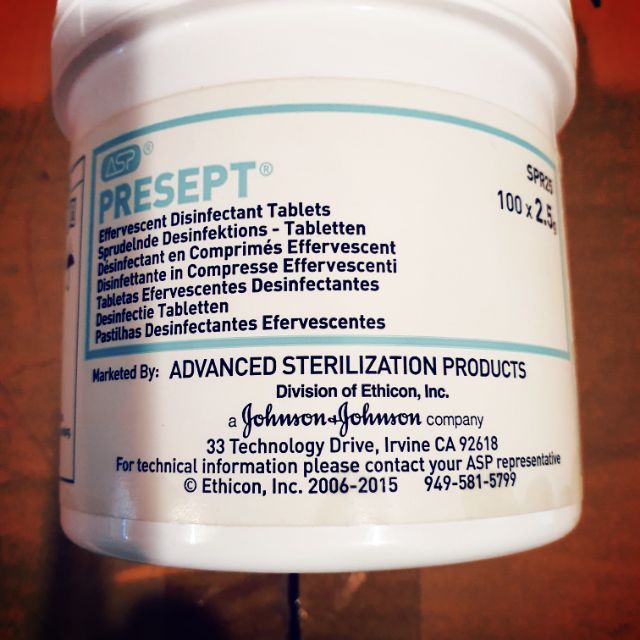 ASP®
PRESEPT®
SPR25
100 x 2.5g
Effervescent Disinfectant Tablets
Sprudelnde Desinfektions - Tabletten
Désinfectant en Comprimés Effervescent
Disinfettante in Compresse Effervescenti
Tabletas Efervescentes Desinfectantes
Desinfectie Tabletten
Pastilhas Desinfectantes Efervescentes
Marketed By: ADVANCED STERILIZATION PRODUCTS
Division of Ethicon, Inc.
a Johnson & Johnson company
33 Technology Drive, Irvine CA 92618
For technical information please contact your ASP representative
© Ethicon, Inc. 2006-2015 949-581-5799